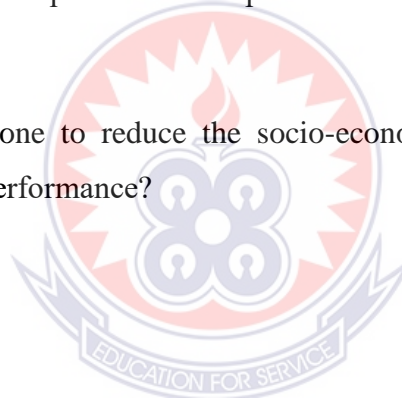 one to reduce the socio-econo
erformance?
EDUCATION FOR SERVICE